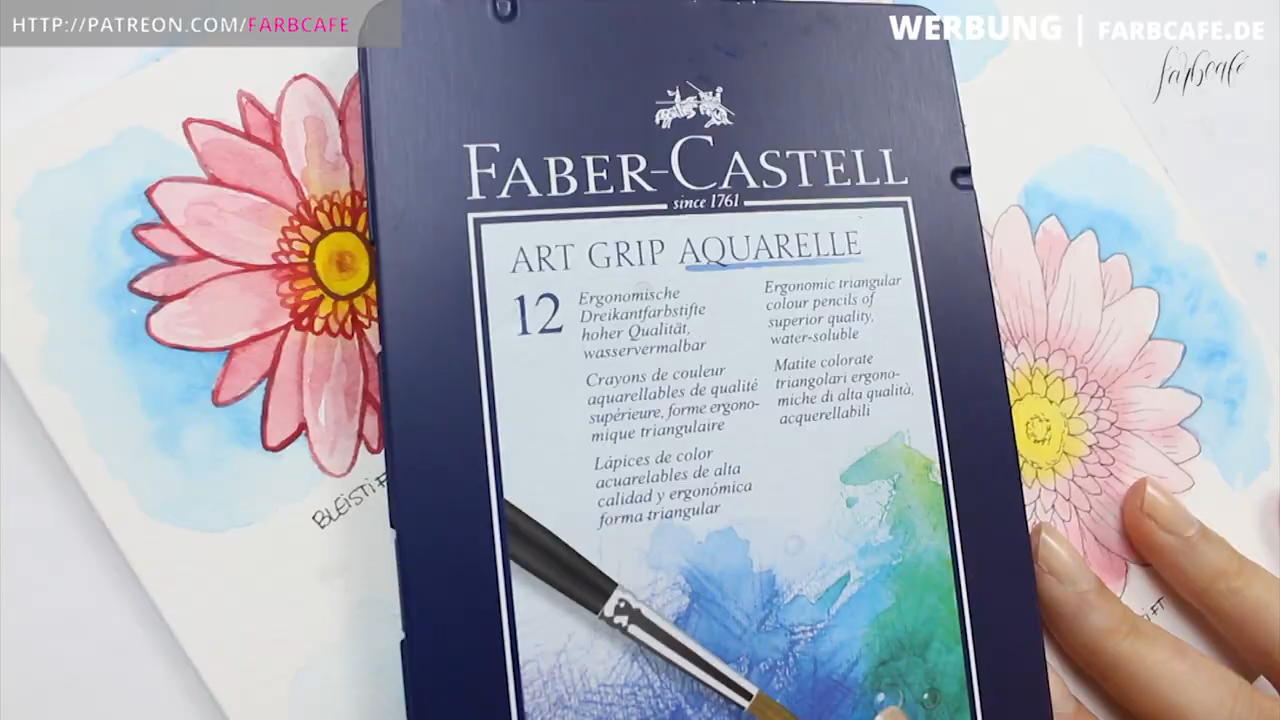 HTTP://PATREON.COM/FARBCAFE
WERBUNG | FARBCAFE.DE
farbcafe
FABER-CASTELL
since 1761
ART GRIP AQUARELLE
12
Ergonomische
Dreikantfarbstifte
hoher Qualität,
wasservermalbar
Crayons de couleur
aquarellables de qualité
supérieure, forme ergono-
mique triangulaire
Lápices de color
acuarelables de alta
calidad y ergonómica
forma triangular
Ergonomic triangular
colour pencils of
superior quality,
water-soluble
Matite colorate
triangolari ergono-
miche di alta qualità,
acquerellabili
BLEISTIF